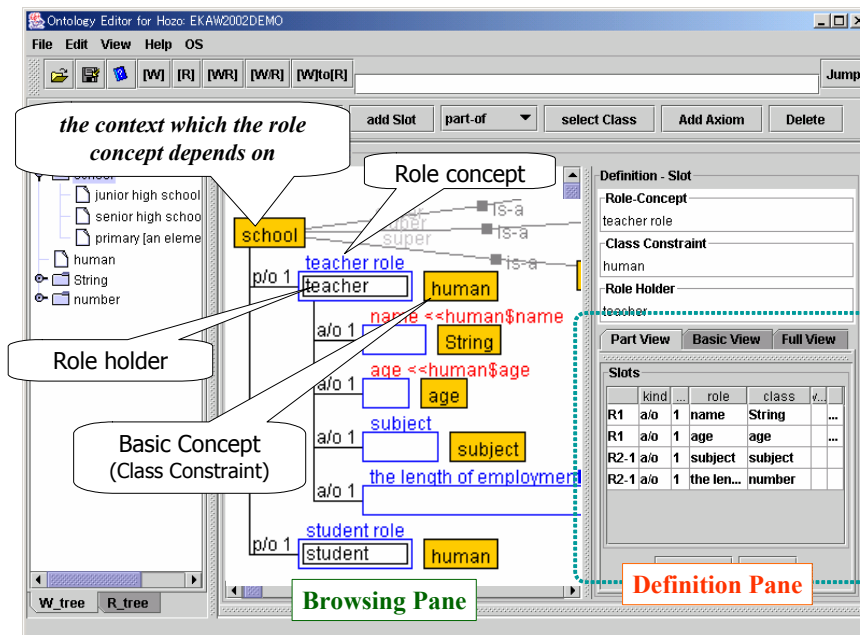 Ontology Editor for Hozo: EKAW2002DEMO
File Edit View Help OS
[W] [R] [WR] [W/R] [W]to[R] Jump
add Slot part-of select Class Add Axiom Delete
the context which the role
concept depends on
school
junior high school
senior high schoo
primary [an eleme
human
String
number
Role concept
is-a
super is-a
super
is-a
school
teacher role
p/o 1 teacher human
name <<human$name
a/o 1 String
Role holder
age <<human$age
a/o 1 age
Basic Concept
(Class Constraint)
subject
a/o 1 subject
the length of employment
a/o 1
student role
p/o 1 student human
Browsing Pane
W_tree R_tree
Definition - Slot
Role-Concept
teacher role
Class Constraint
human
Role Holder
teacher
Part View Basic View Full View
Slots
kind ... role class v...
R1 a/o 1 name String ...
R1 a/o 1 age age ...
R2-1 a/o 1 subject subject
R2-1 a/o 1 the len... number
Definition Pane